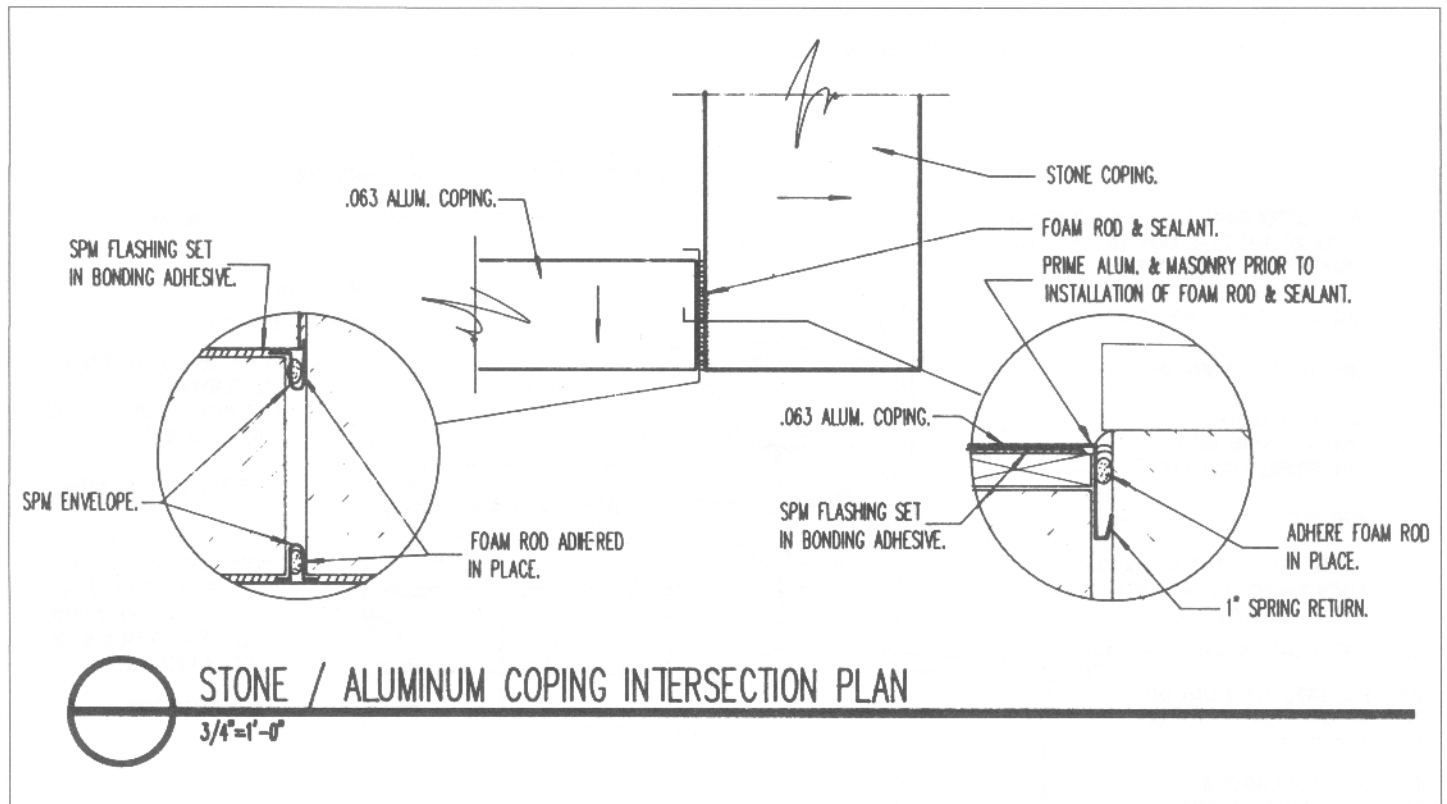 STONE COPING.
.063 ALUM. COPING.
FOAM ROD & SEALANT.
SPM FLASHING SET
IN BONDING ADHESIVE.
PRIME ALUM. & MASONRY PRIOR TO
INSTALLATION OF FOAM ROD & SEALANT.
.063 ALUM. COPING.
SPM ENVELOPE.
FOAM ROD ADHERED
IN PLACE.
SPM FLASHING SET
IN BONDING ADHESIVE.
ADHERE FOAM ROD
IN PLACE.
1" SPRING RETURN.
STONE / ALUMINUM COPING INTERSECTION PLAN
3/4"=1'-0"